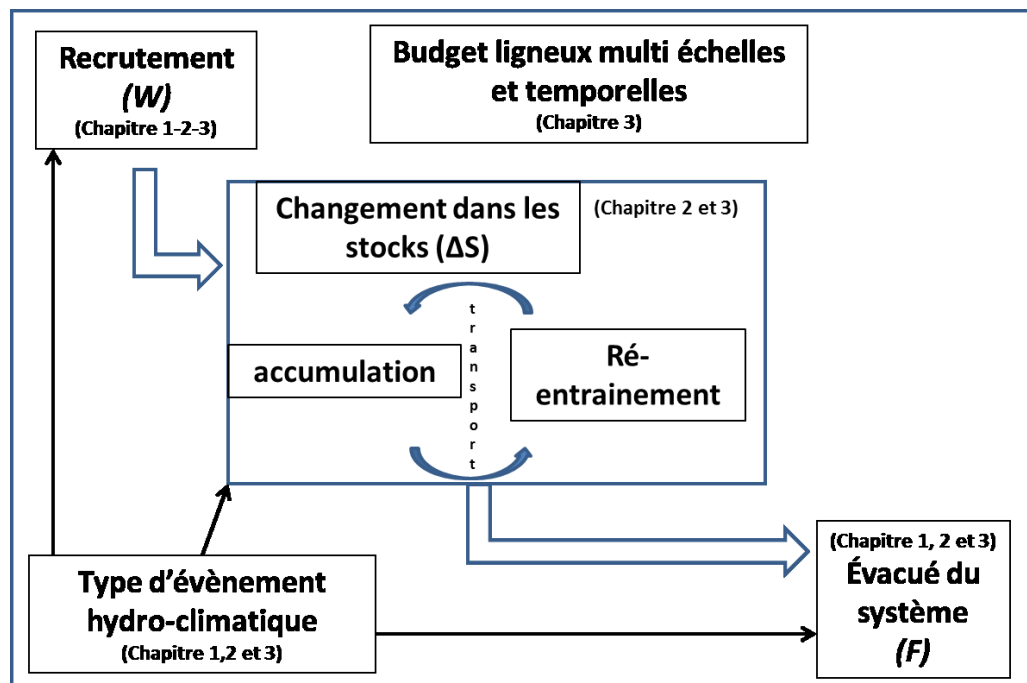 Recrutement
(W)
(Chapitre 1-2-3)
Budget ligneux multi échelles
et temporelles
(Chapitre 3)
Changement dans les
stocks (ΔS)
(Chapitre 2 et 3)
accumulation
transport
Ré-
entrainement
Type d'évènement
hydro-climatique
(Chapitre 1,2 et 3)
(Chapitre 1, 2 et 3)
Évacué du
système
(F)